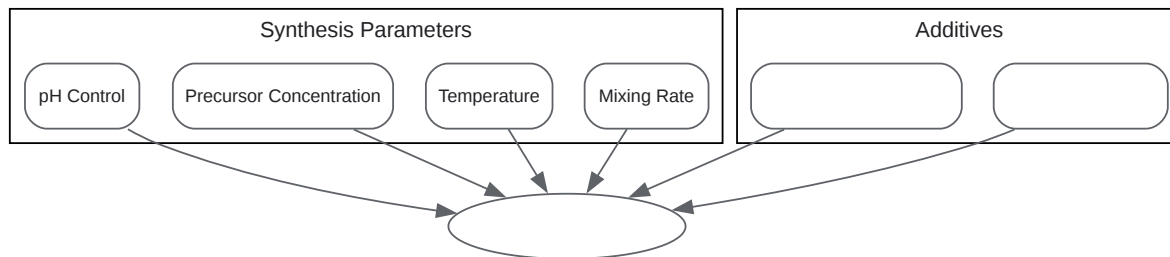 Synthesis Parameters
Additives
pH Control
Precursor Concentration
Temperature
Mixing Rate